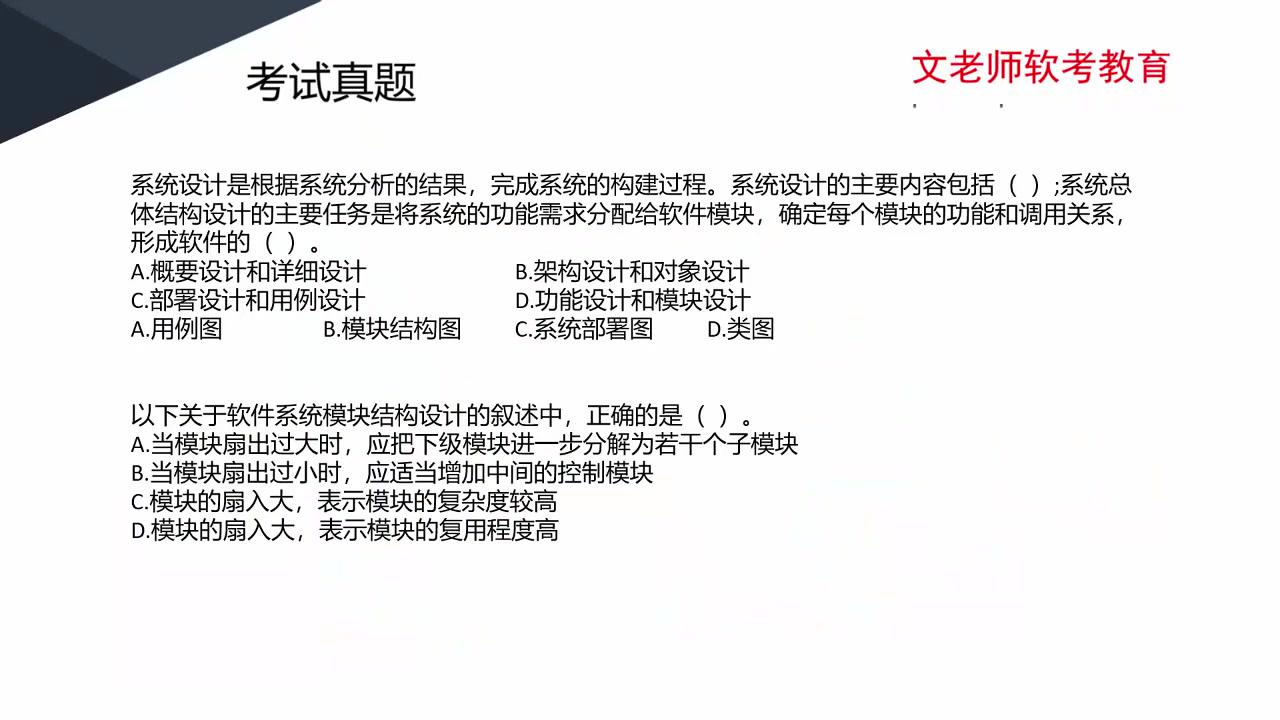 考试真题
文老师软考教育
系统设计是根据系统分析的结果，完成系统的构建过程。系统设计的主要内容包括（ ）;系统总
体结构设计的主要任务是将系统的功能需求分配给软件模块，确定每个模块的功能和调用关系，
形成软件的（ ）。
A.概要设计和详细设计 B.架构设计和对象设计
C.部署设计和用例设计 D.功能设计和模块设计
A.用例图 B.模块结构图 C.系统部署图 D.类图
以下关于软件系统模块结构设计的叙述中，正确的是（ ）。
A.当模块扇出过大时，应把下级模块进一步分解为若干个子模块
B.当模块扇出过小时，应适当增加中间的控制模块
C.模块的扇入大，表示模块的复杂度较高
D.模块的扇入大，表示模块的复用程度高